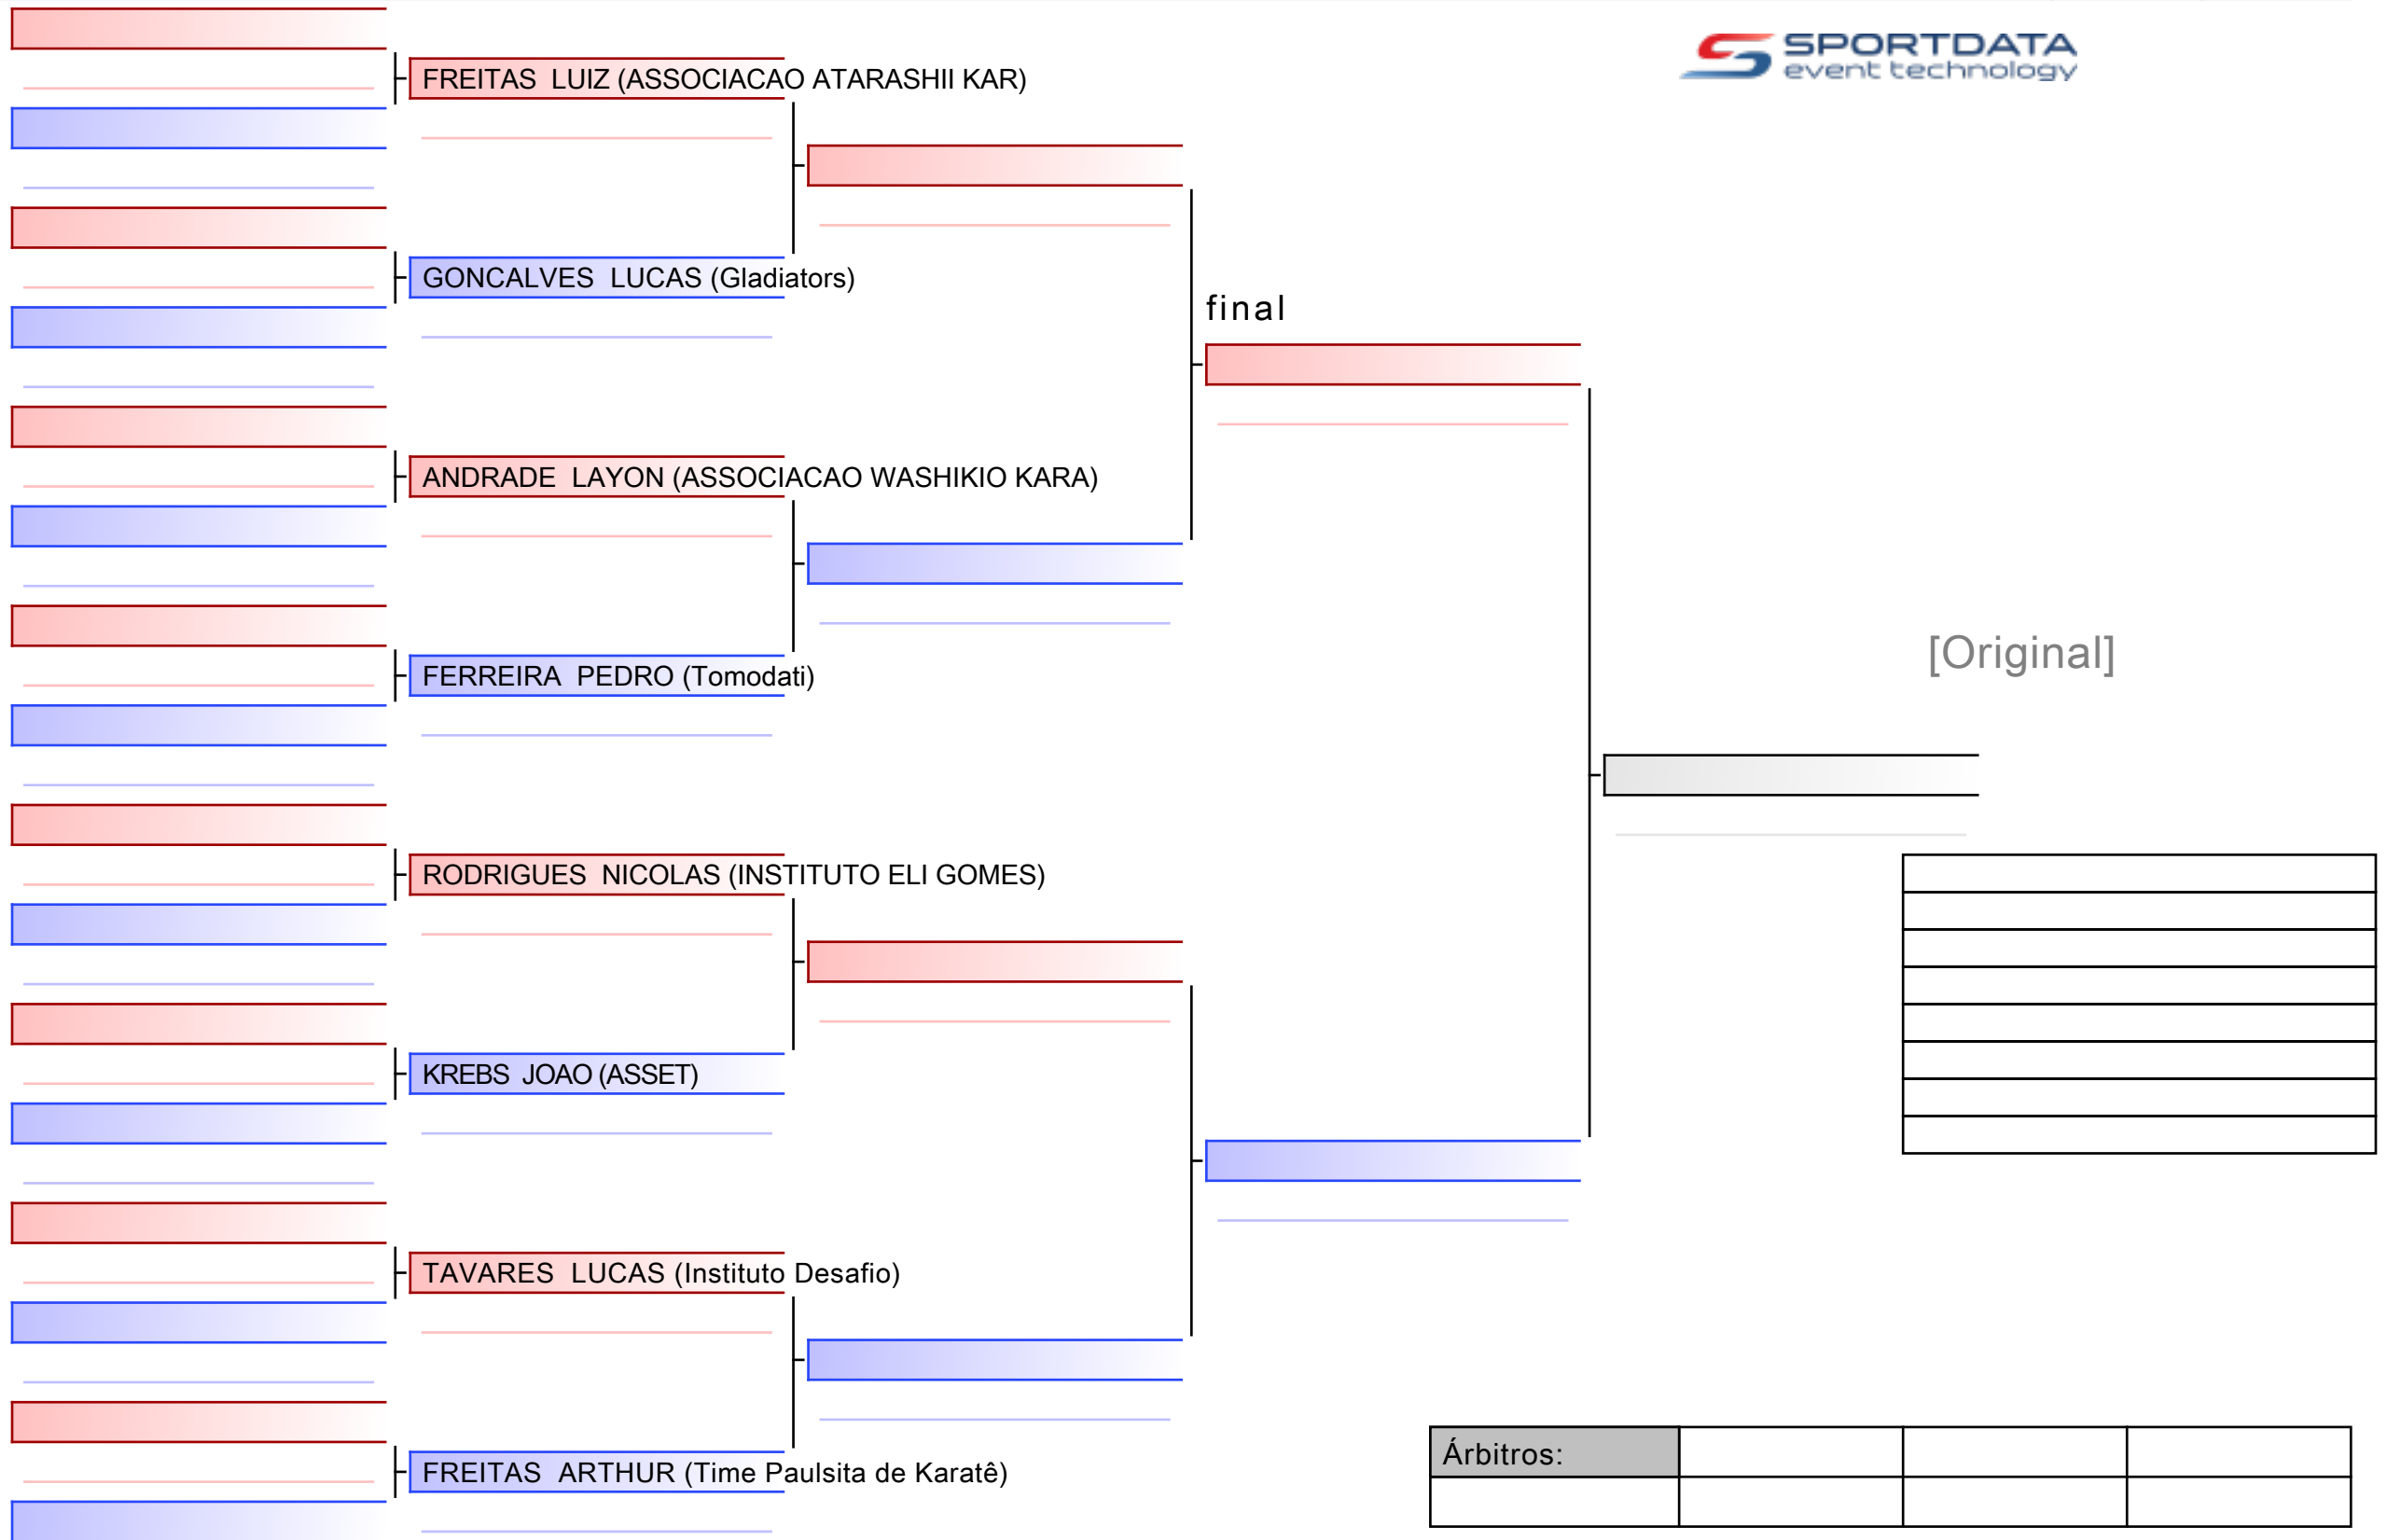 SPORTDATA
event technology
FREITAS LUIZ (ASSOCIACAO ATARASHII KAR)
GONCALVES LUCAS (Gladiators)
final
ANDRADE LAYON (ASSOCIACAO WASHIKIO KARA)
[Original]
FERREIRA PEDRO (Tomodati)
RODRIGUES NICOLAS (INSTITUTO ELI GOMES)
KREBS JOAO (ASSET)
TAVARES LUCAS (Instituto Desafio)
Árbitros:
FREITAS ARTHUR (Time Paulsita de Karatê)